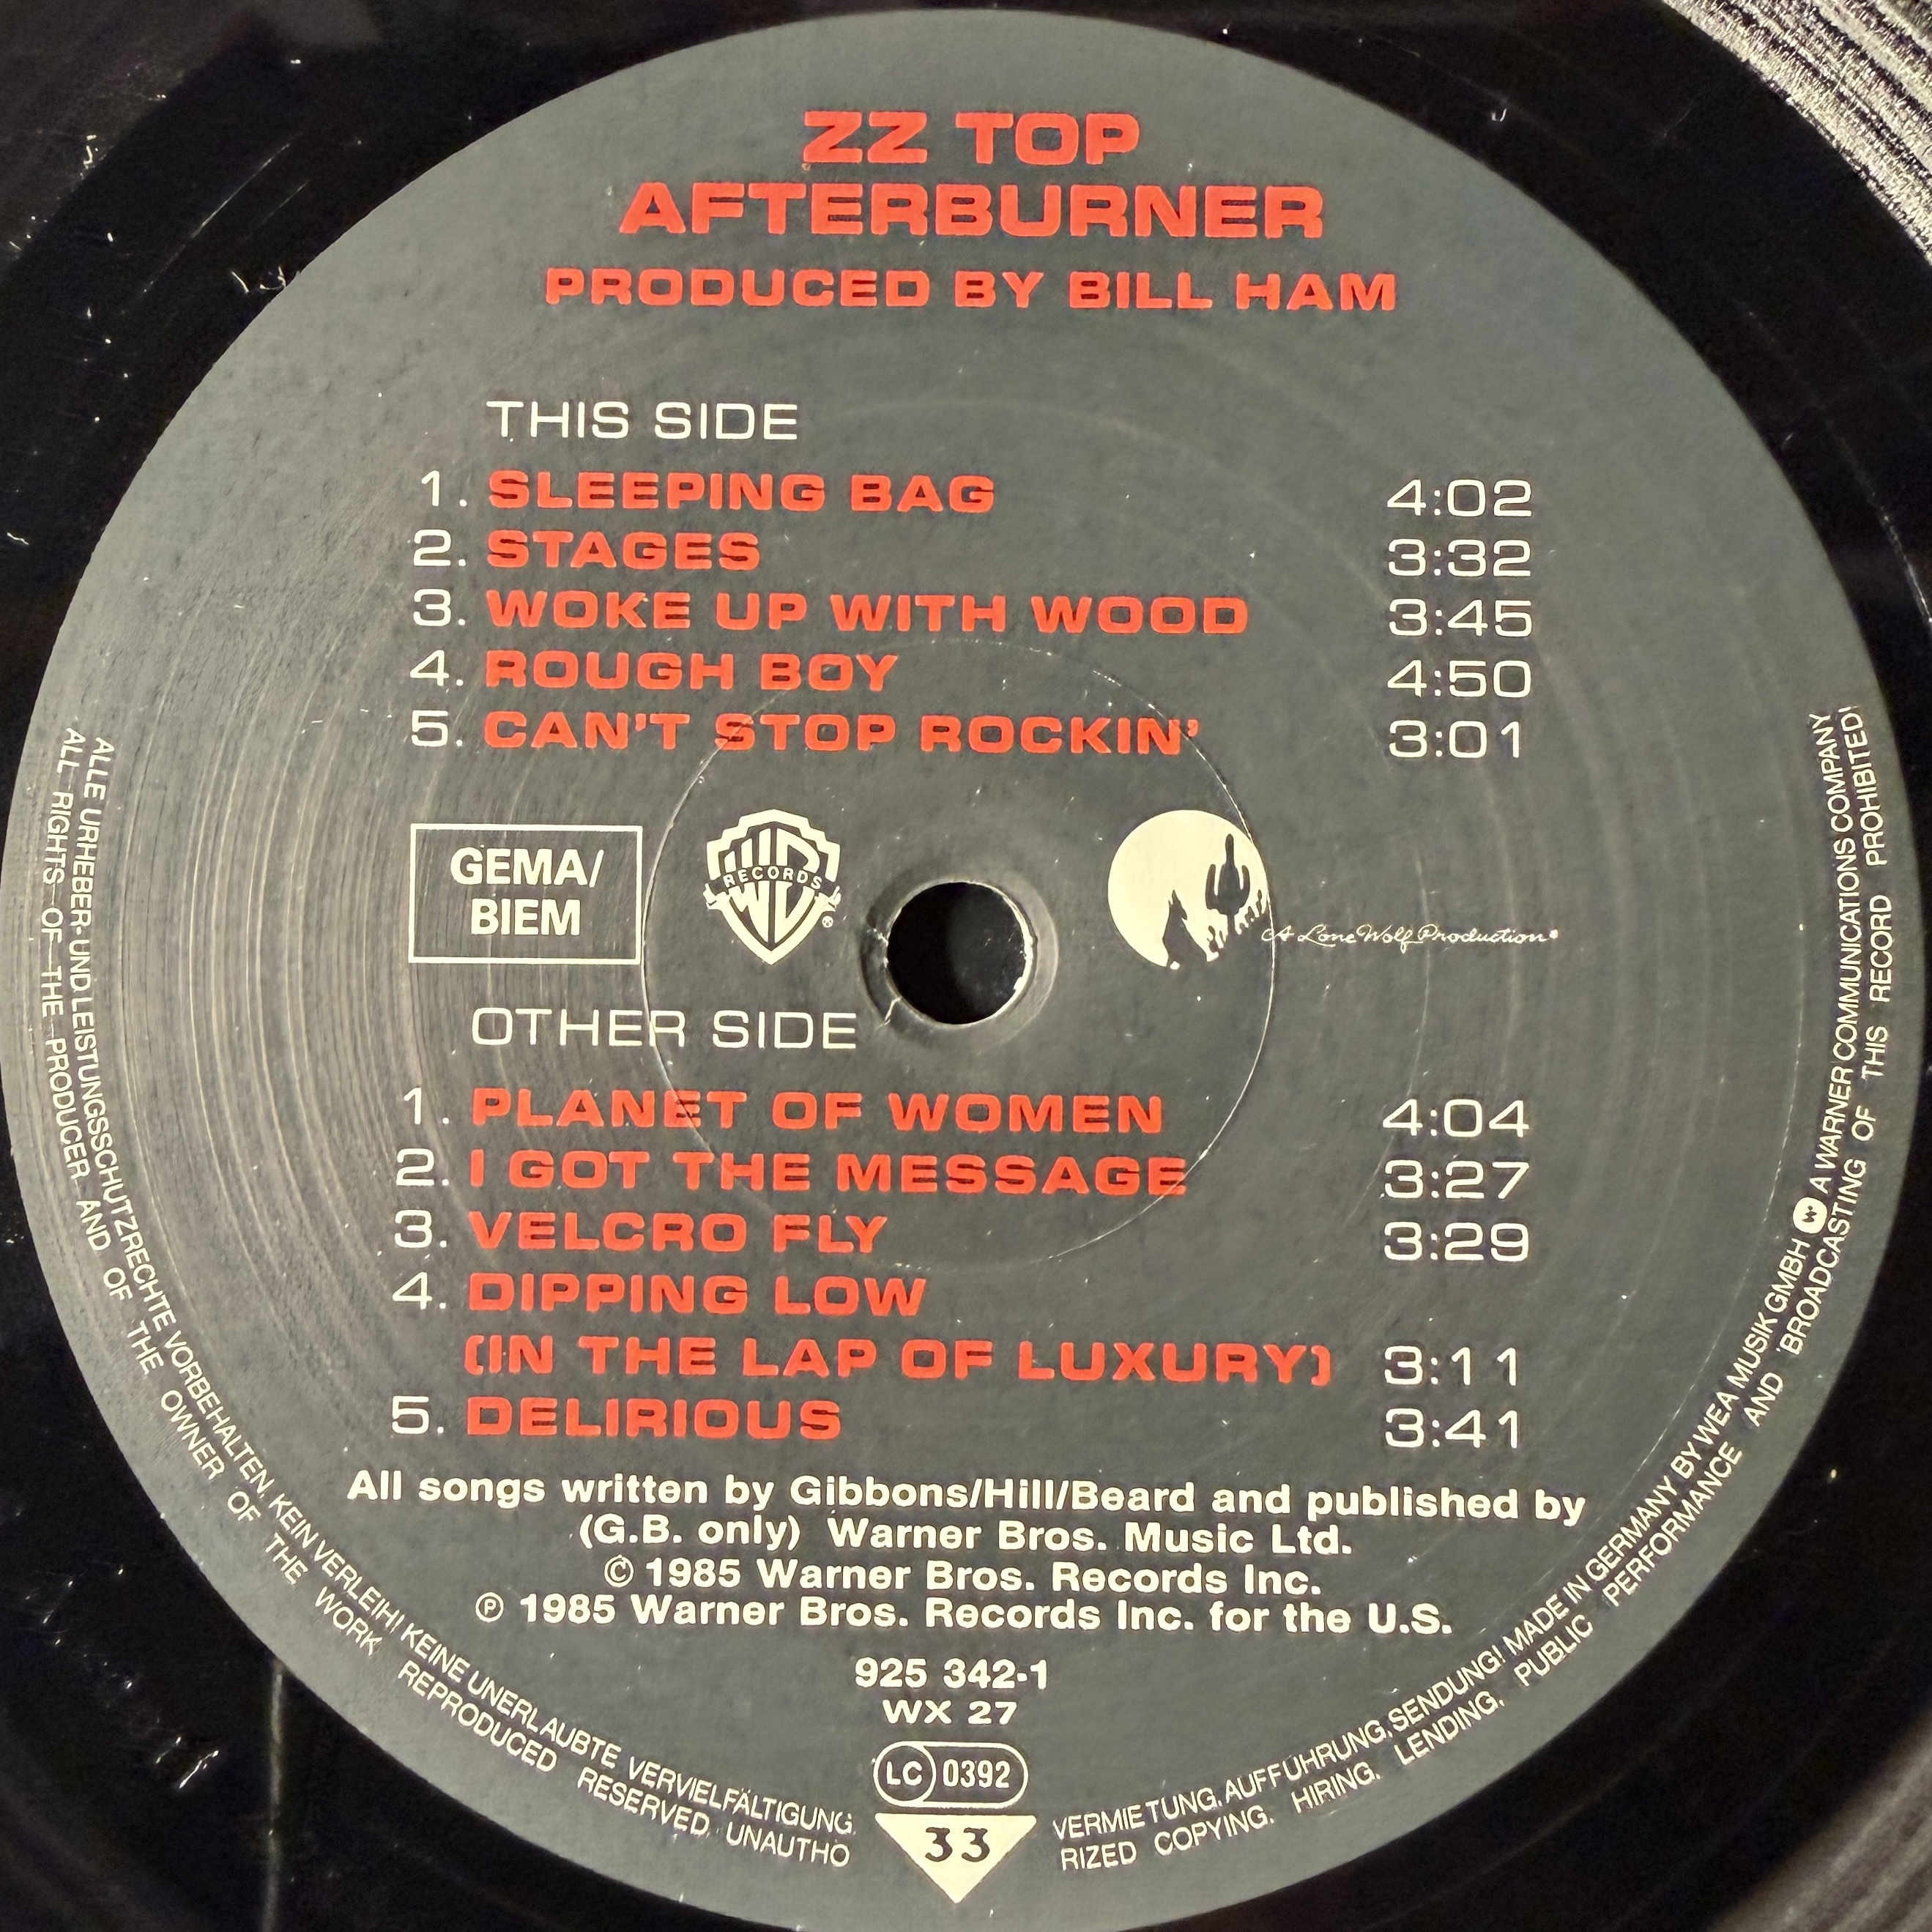 ZZ TOP
AFTERBURNER
PRODUCED BY BILL HAM
THIS SIDE
1. SLEEPING BAG 4:02
2. STAGES 3:32
3. WOKE UP WITH WOOD 3:45
4. ROUGH BOY 4:50
5. CAN'T STOP ROCKIN' 3:01
GEMA/
BIEM
W RECORDS ®
A Lone Wolf Production
OTHER SIDE
1. PLANET OF WOMEN 4:04
2. I GOT THE MESSAGE 3:27
3. VELCRO FLY 3:29
4. DIPPING LOW
(IN THE LAP OF LUXURY) 3:11
5. DELIRIOUS 3:41
All songs written by Gibbons/Hill/Beard and published by
(G.B. only) Warner Bros. Music Ltd.
© 1985 Warner Bros. Records Inc.
℗ 1985 Warner Bros. Records Inc. for the U.S.
925 342-1
WX 27
LC 0392
33
ALLE URHEBER- UND LEISTUNGSSCHUTZRECHTE VORBEHALTEN. KEIN VERLEIH! KEINE UNERLAUBTE VERVIELFÄLTIGUNG, VERMIETUNG, AUFFÜHRUNG, SENDUNG! MADE IN GERMANY BY WEA MUSIK GMBH A WARNER COMMUNICATIONS COMPANY
ALL RIGHTS OF THE PRODUCER AND OF THE OWNER OF THE WORK REPRODUCED RESERVED. UNAUTHORIZED COPYING, HIRING, LENDING, PUBLIC PERFORMANCE AND BROADCASTING OF THIS RECORD PROHIBITED!